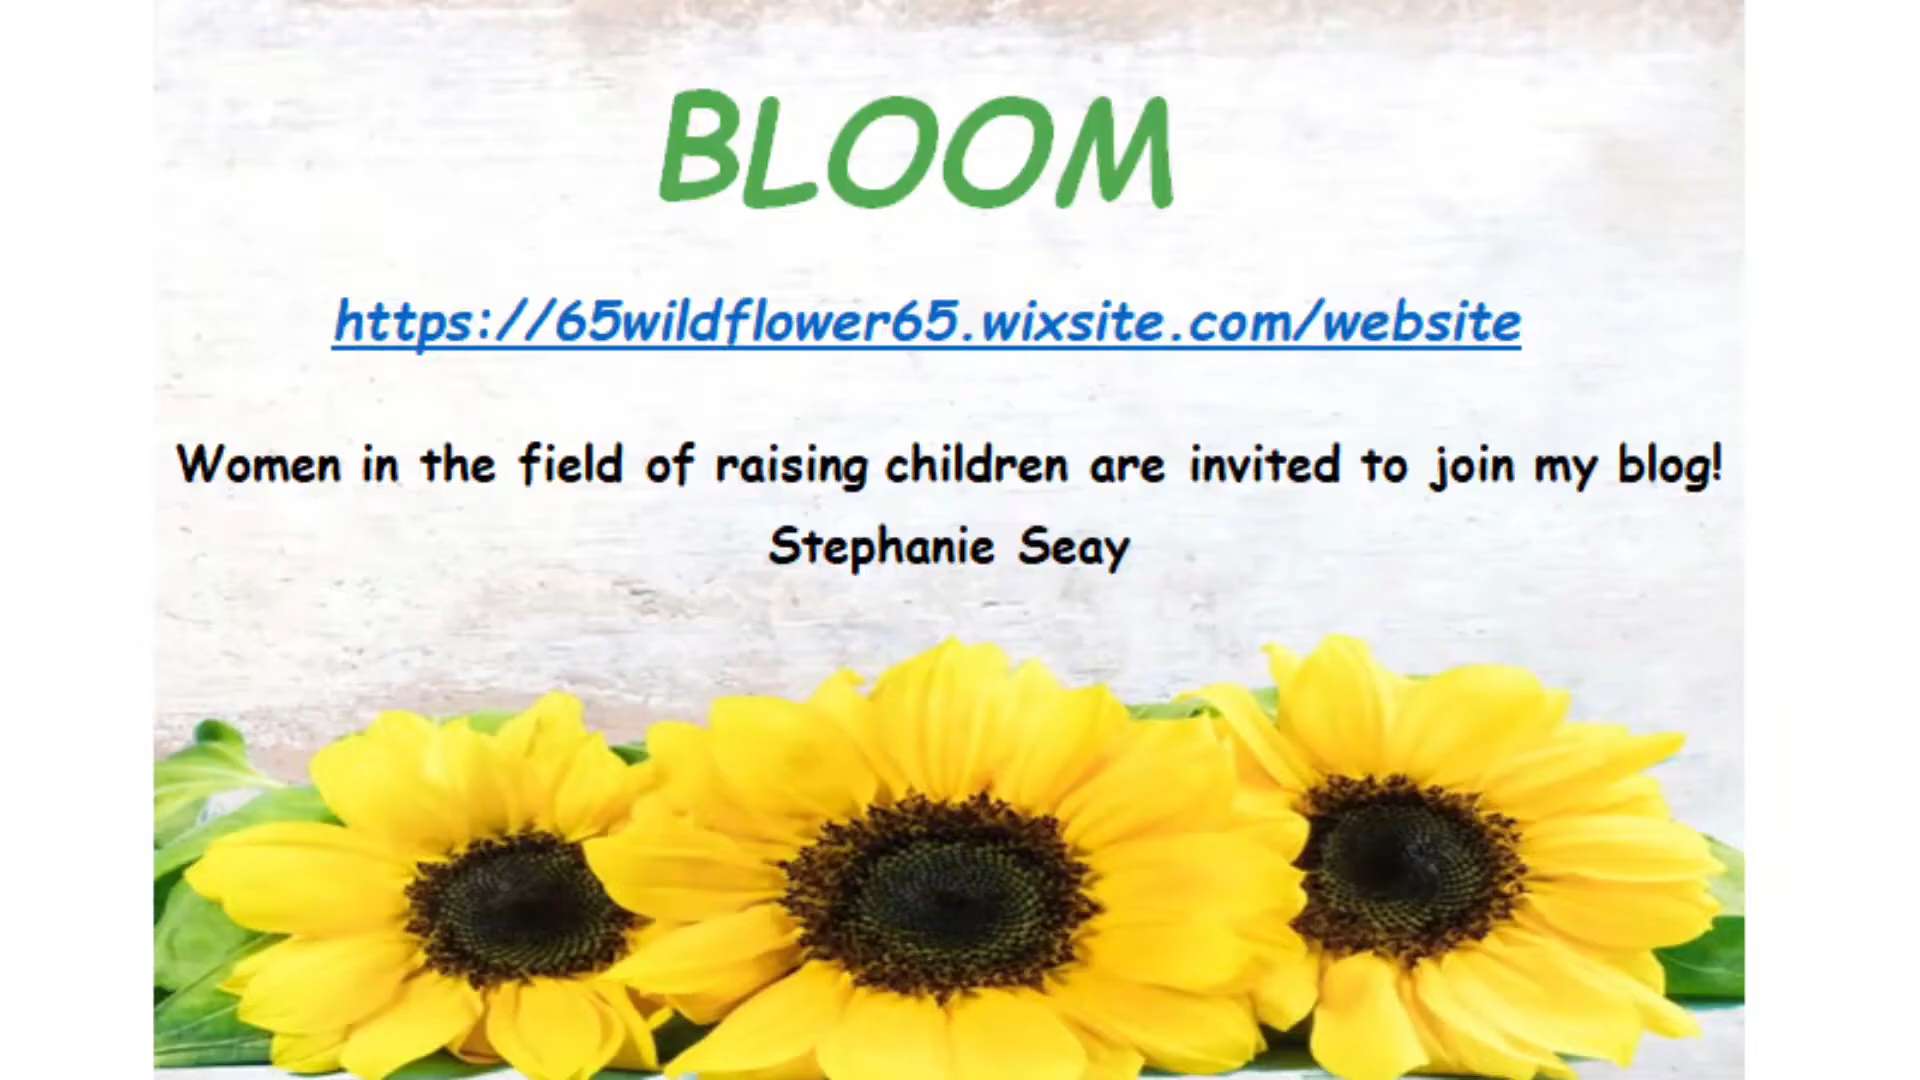 BLOOM
https://65wildflower65.wixsite.com/website
Women in the field of raising children are invited to join my blog!
Stephanie Seay